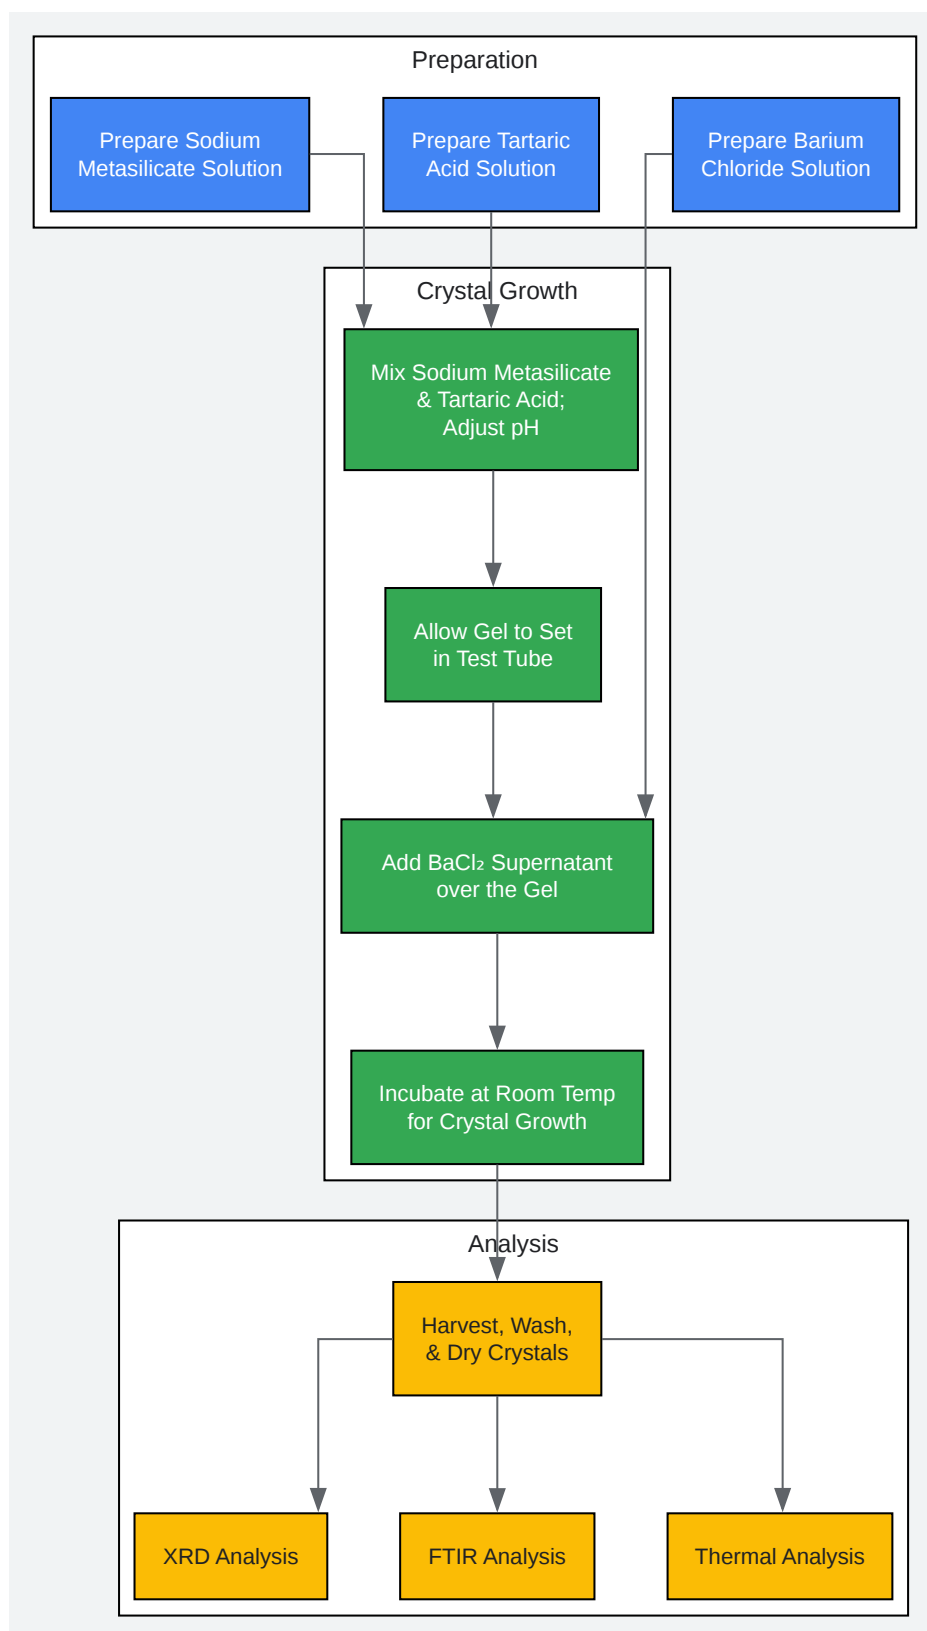 Preparation
Prepare Sodium
Metasilicate Solution
Prepare Tartaric
Acid Solution
Prepare Barium
Chloride Solution
Crystal Growth
Mix Sodium Metasilicate
& Tartaric Acid;
Adjust pH
Allow Gel to Set
in Test Tube
Add BaCl₂ Supernatant
over the Gel
Incubate at Room Temp
for Crystal Growth
Analysis
Harvest, Wash,
& Dry Crystals
XRD Analysis
FTIR Analysis
Thermal Analysis